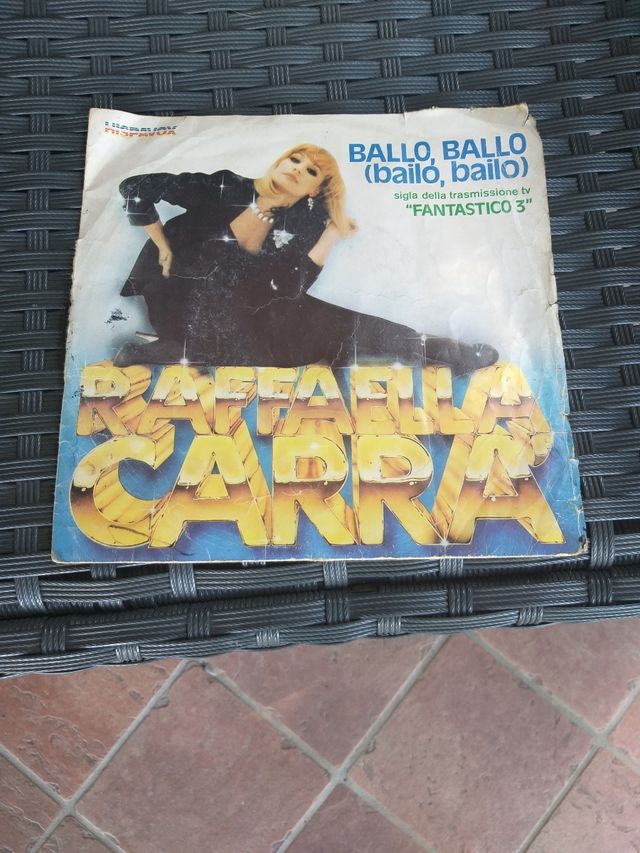 HISPAVOX
BALLO, BALLO
(bailo, bailo)
sigla della trasmissione tv
"FANTASTICO 3"
RAFFAELLA
CARRA'